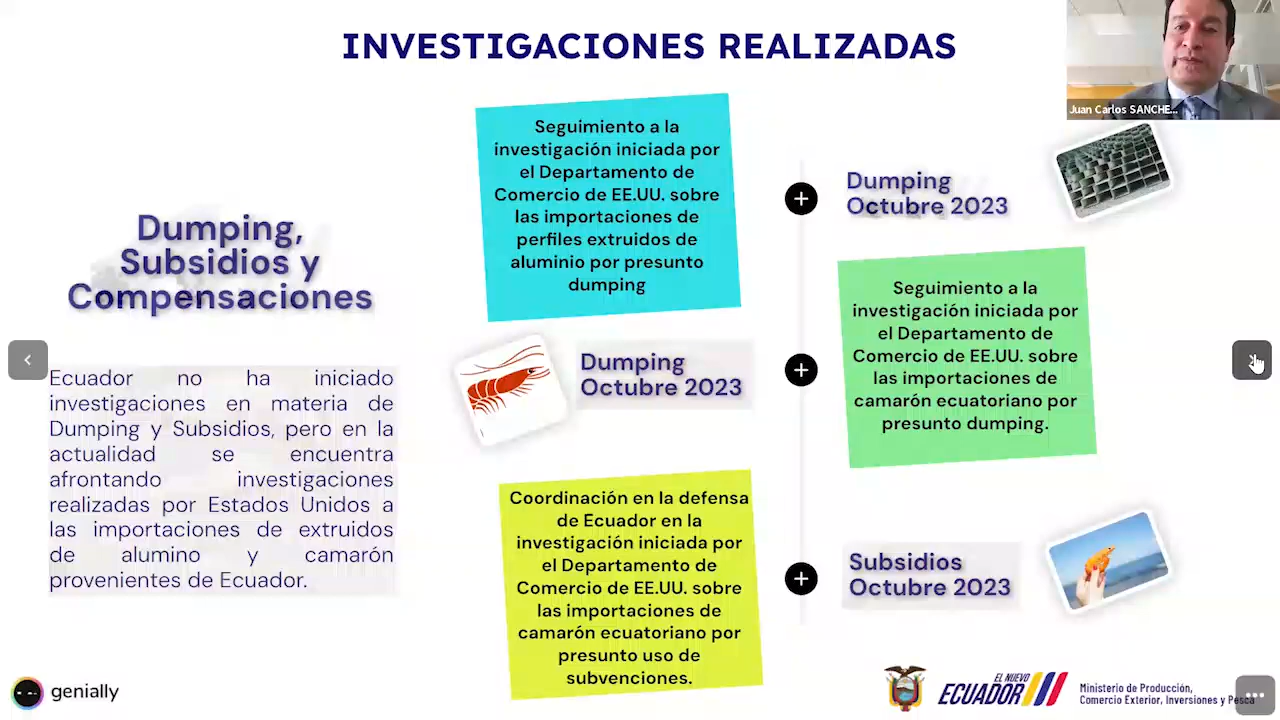 INVESTIGACIONES REALIZADAS
Juan Carlos SANCHE...
Dumping,
Subsidios y
Compensaciones
Ecuador no ha iniciado
investigaciones en materia de
Dumping y Subsidios, pero en la
actualidad se encuentra
afrontando investigaciones
realizadas por Estados Unidos a
las importaciones de extruidos
de alumino y camarón
provenientes de Ecuador.
Seguimiento a la
investigación iniciada por
el Departamento de
Comercio de EE.UU. sobre
las importaciones de
perfiles extruidos de
aluminio por presunto
dumping
Dumping
Octubre 2023
Dumping
Octubre 2023
Seguimiento a la
investigación iniciada por
el Departamento de
Comercio de EE.UU. sobre
las importaciones de
camarón ecuatoriano por
presunto dumping.
Coordinación en la defensa
de Ecuador en la
investigación iniciada por
el Departamento de
Comercio de EE.UU. sobre
las importaciones de
camarón ecuatoriano por
presunto uso de
subvenciones.
Subsidios
Octubre 2023
genially
EL NUEVO
ECUADOR
Ministerio de Producción,
Comercio Exterior, Inversiones y Pesca